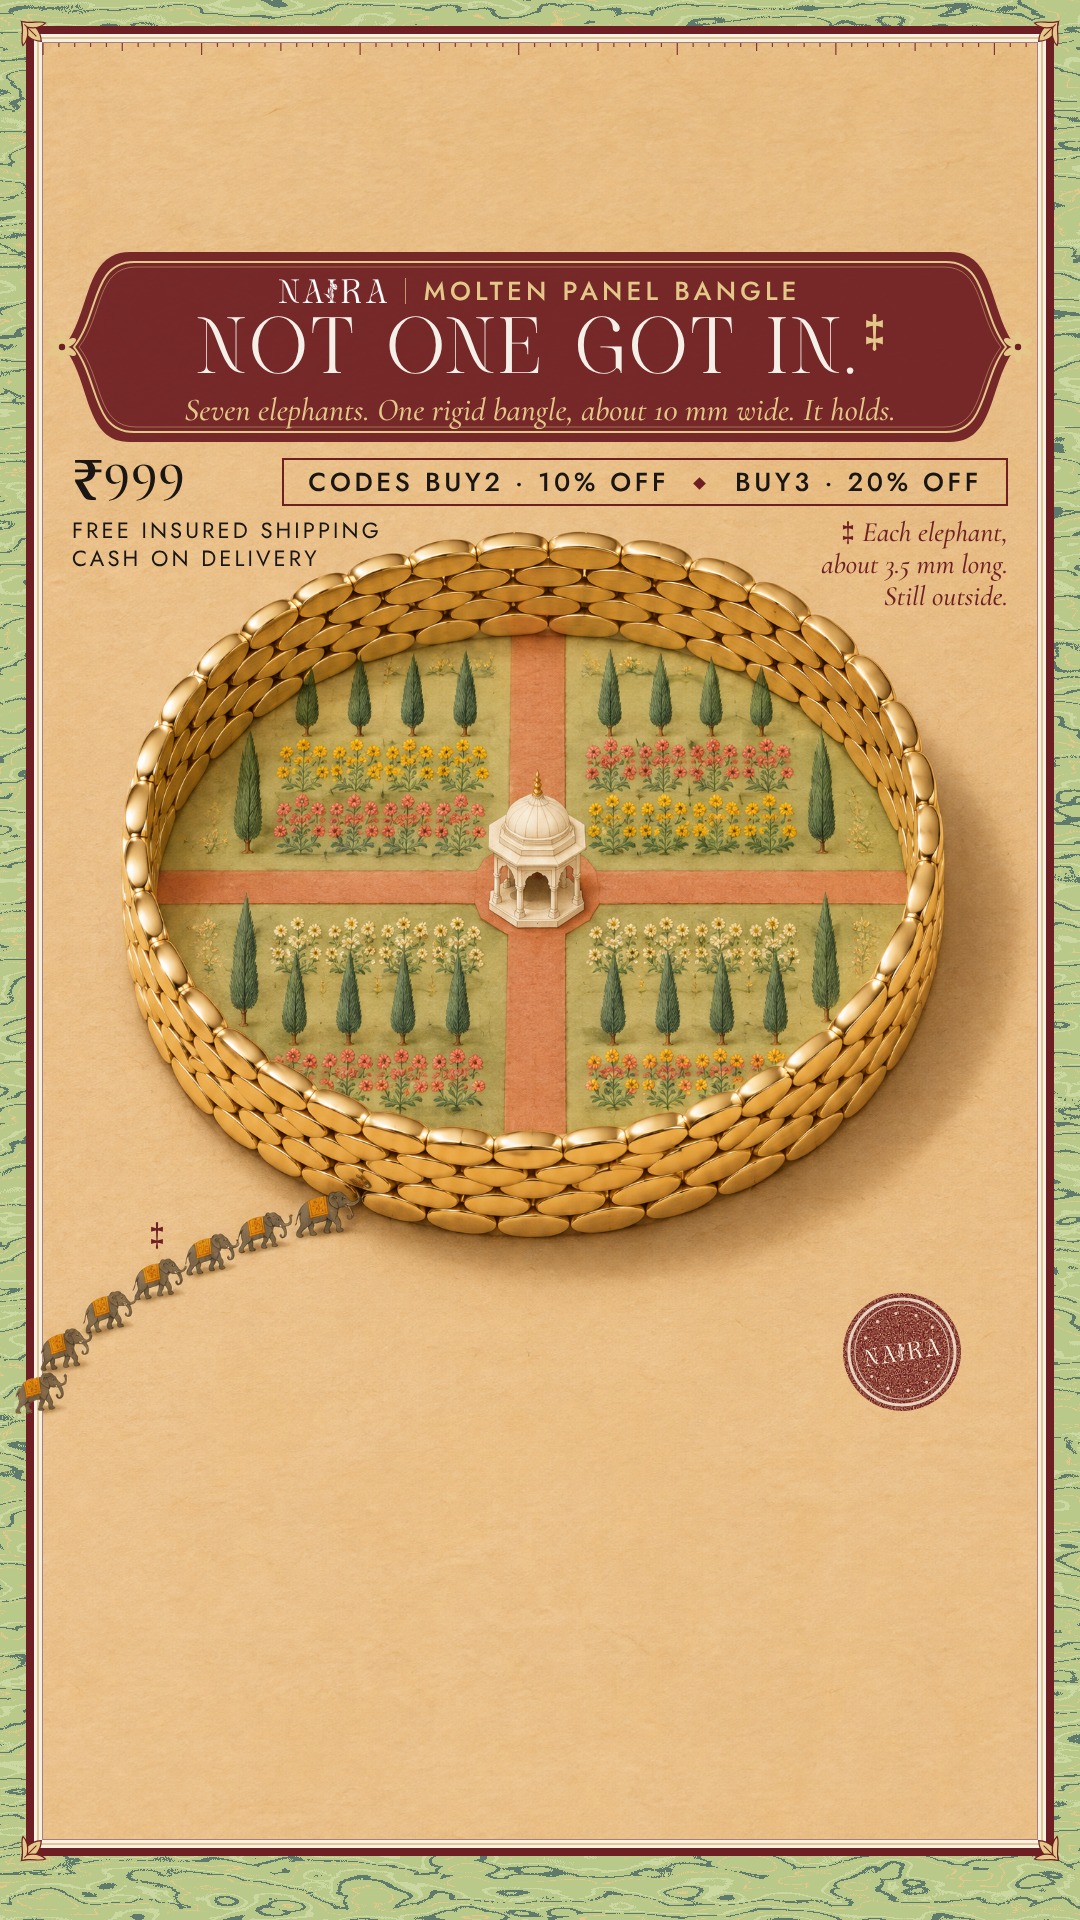 NAIRA | MOLTEN PANEL BANGLE
NOT ONE GOT IN.‡
Seven elephants. One rigid bangle, about 10 mm wide. It holds.
₹999
CODES BUY2 · 10% OFF ◆ BUY3 · 20% OFF
FREE INSURED SHIPPING
CASH ON DELIVERY
‡ Each elephant,
about 3.5 mm long.
Still outside.
‡
NAIRA